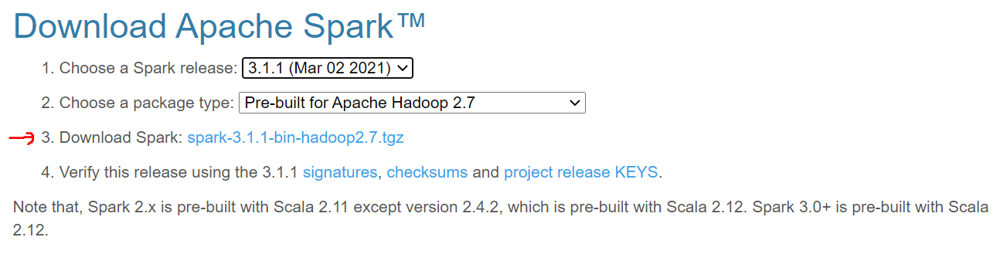 Download Apache Spark™
1. Choose a Spark release: 3.1.1 (Mar 02 2021)
2. Choose a package type: Pre-built for Apache Hadoop 2.7
3. Download Spark: spark-3.1.1-bin-hadoop2.7.tgz
4. Verify this release using the 3.1.1 signatures, checksums and project release KEYS.
Note that, Spark 2.x is pre-built with Scala 2.11 except version 2.4.2, which is pre-built with Scala 2.12. Spark 3.0+ is pre-built with Scala
2.12.